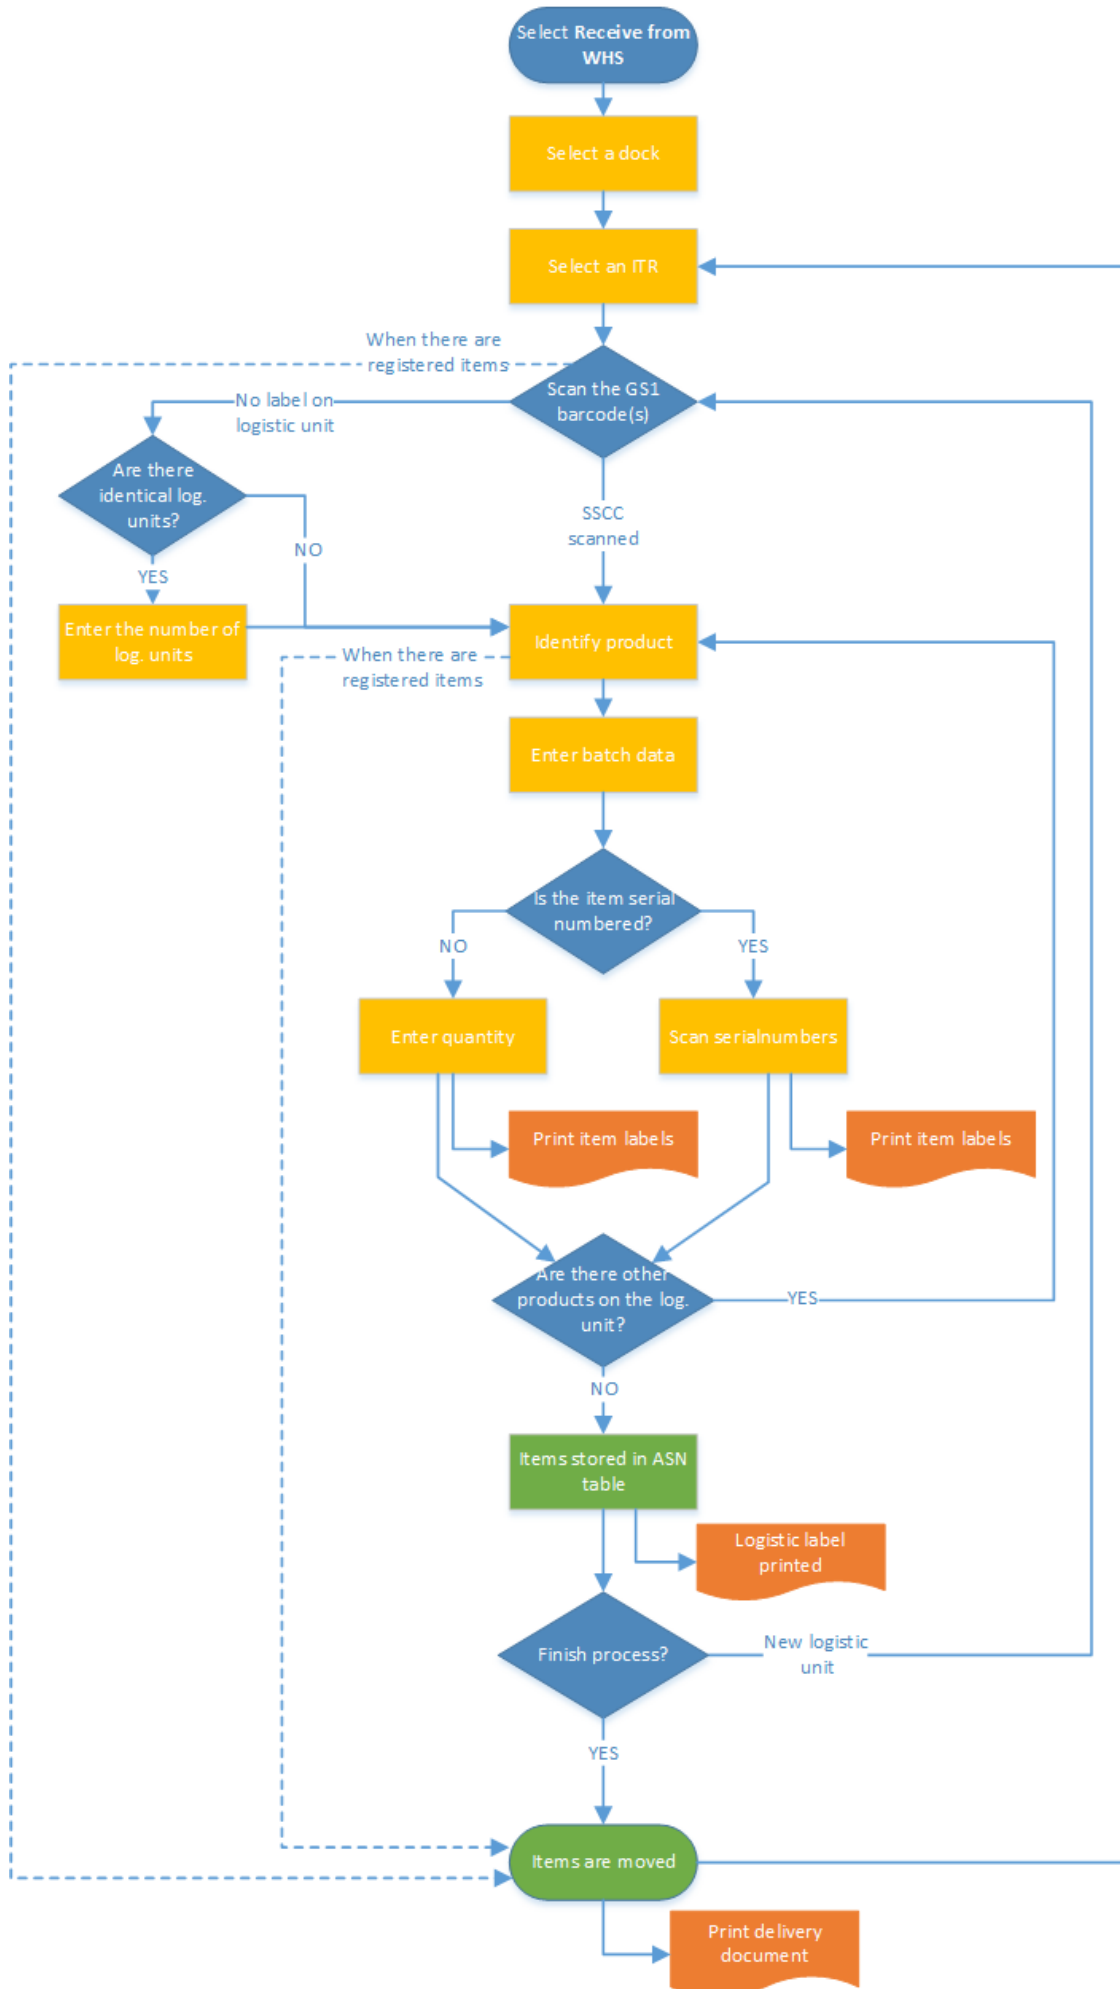 Select Receive from
WHS
Select a dock
Select an ITR
When there are
registered items
Scan the GS1
barcode(s)
No label on
logistic unit
Are there
identical log.
units?
SSCC
scanned
NO
YES
Enter the number of
log. units
Identify product
When there are
registered items
Enter batch data
Is the item serial
numbered?
NO
YES
Enter quantity
Scan serialnumbers
Print item labels
Print item labels
Are there other
products on the log.
unit?
YES
NO
Items stored in ASN
table
Logistic label
printed
Finish process?
New logistic
unit
YES
Items are moved
Print delivery
document